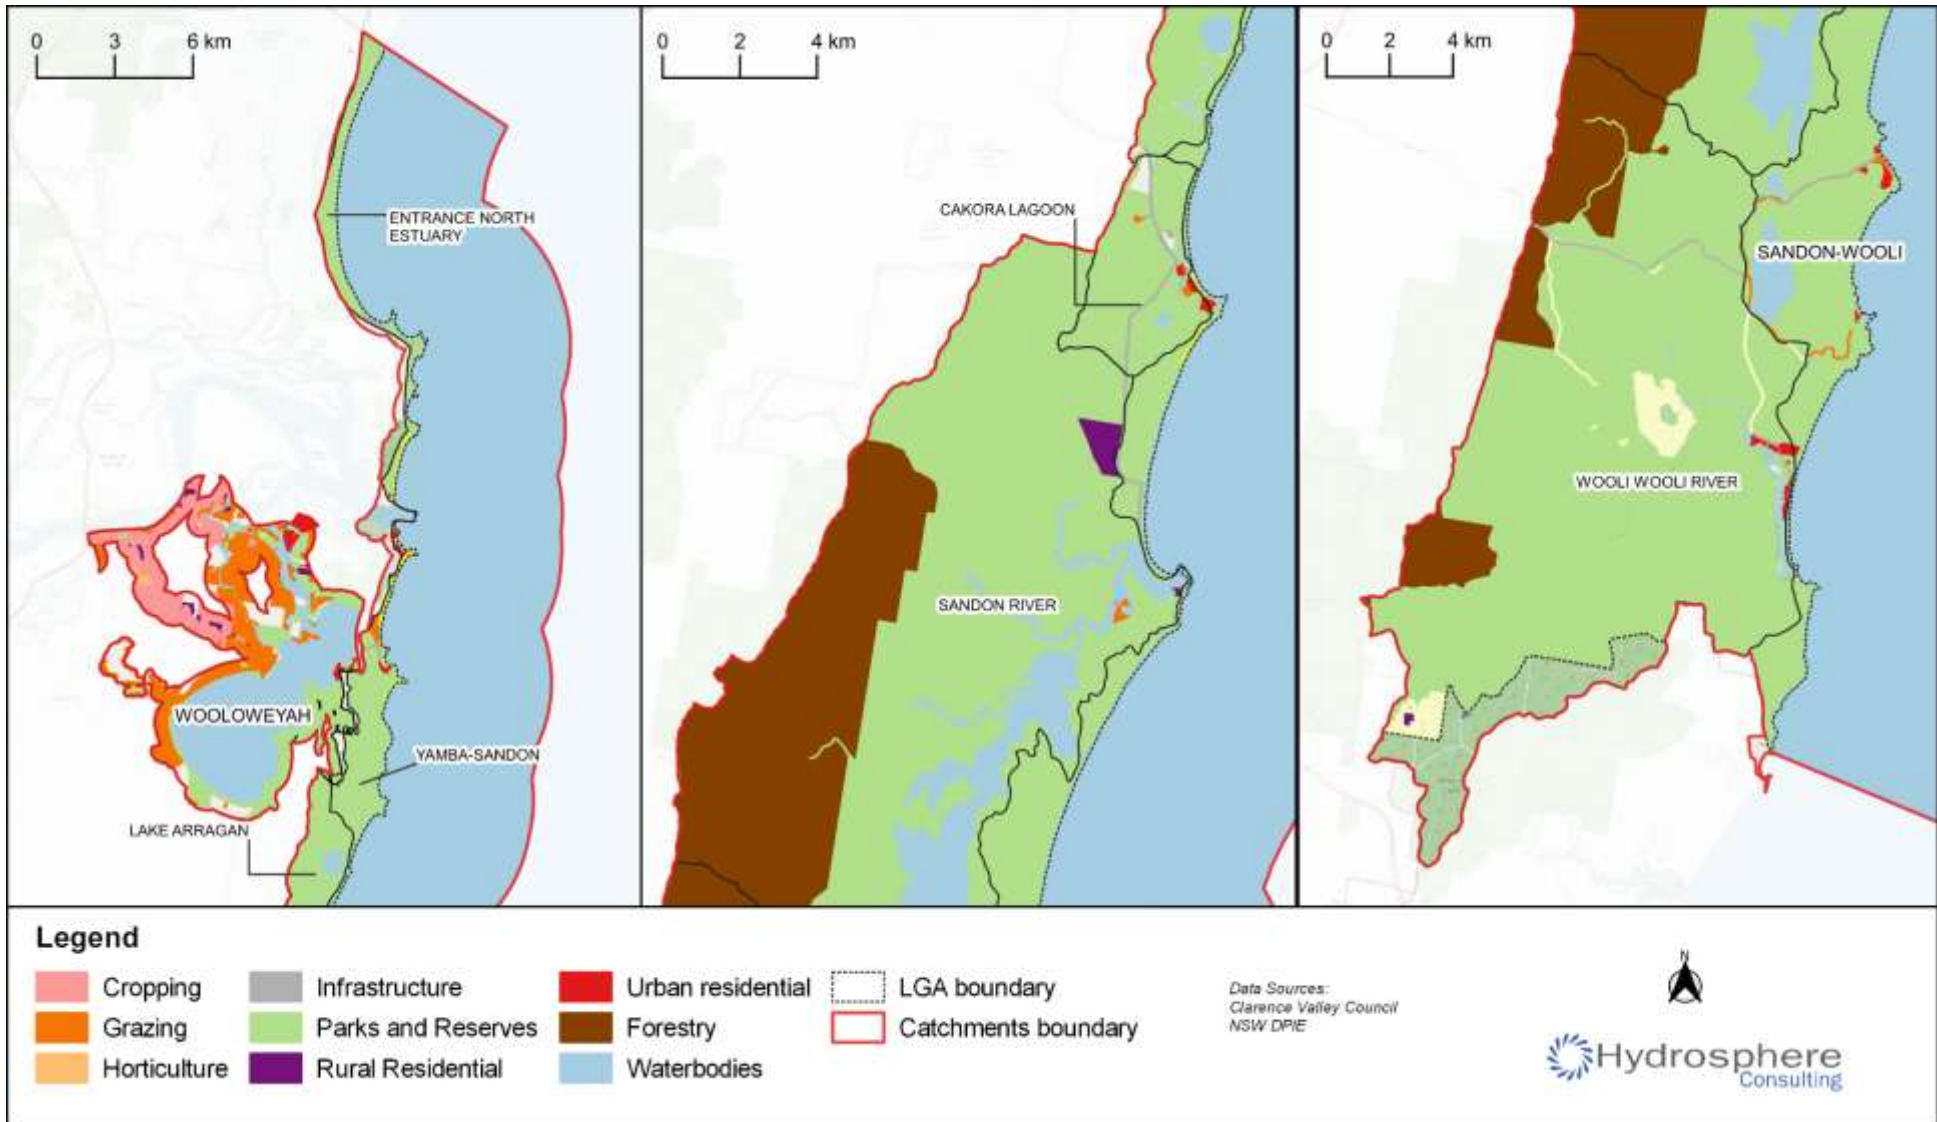 0 3 6 km
ENTRANCE NORTH
ESTUARY
WOOLOWEYAH
YAMBA-SANDON
LAKE ARRAGAN
0 2 4 km
CAKORA LAGOON
SANDON RIVER
0 2 4 km
SANDON-WOOLI
WOOLI WOOLI RIVER
Legend
Cropping
Grazing
Horticulture
Infrastructure
Parks and Reserves
Rural Residential
Urban residential
Forestry
Waterbodies
LGA boundary
Catchments boundary
Data Sources:
Clarence Valley Council
NSW DPIE
N
Hydrosphere
Consulting